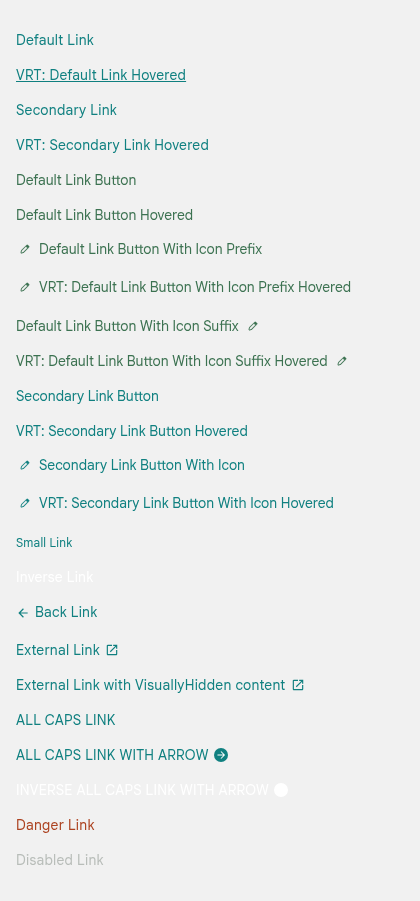 Default Link
VRT: Default Link Hovered
Secondary Link
VRT: Secondary Link Hovered
Default Link Button
Default Link Button Hovered
Default Link Button With Icon Prefix
VRT: Default Link Button With Icon Prefix Hovered
Default Link Button With Icon Suffix
VRT: Default Link Button With Icon Suffix Hovered
Secondary Link Button
VRT: Secondary Link Button Hovered
Secondary Link Button With Icon
VRT: Secondary Link Button With Icon Hovered
Small Link
Inverse Link
Back Link
External Link
External Link with VisuallyHidden content
ALL CAPS LINK
ALL CAPS LINK WITH ARROW
INVERSE ALL CAPS LINK WITH ARROW
Danger Link
Disabled Link